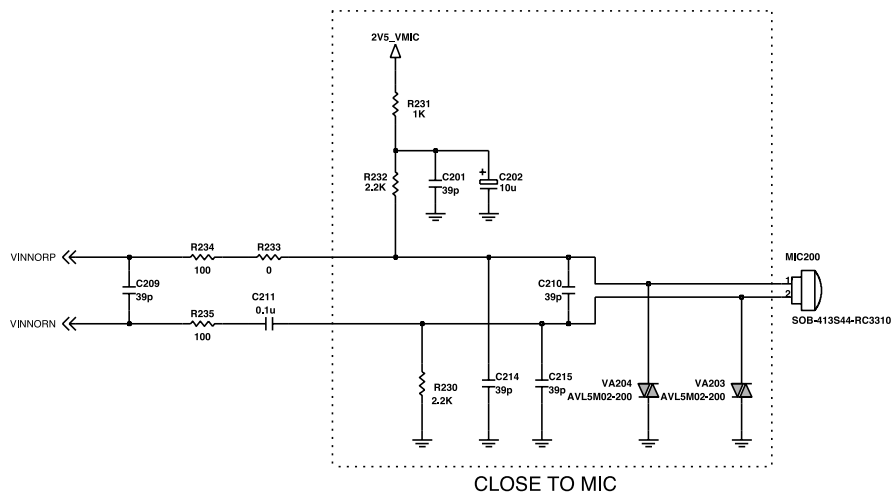 2V5_VMIC
R231
1K
R232
2.2K
C201
39p
+
C202
10u
VINNORP
R234
100
R233
0
C209
39p
C210
39p
MIC200
1
2
SOB-413S44-RC3310
VINNORN
R235
100
C211
0.1u
R230
2.2K
C214
39p
C215
39p
VA204
AVL5M02-200
VA203
AVL5M02-200
CLOSE TO MIC